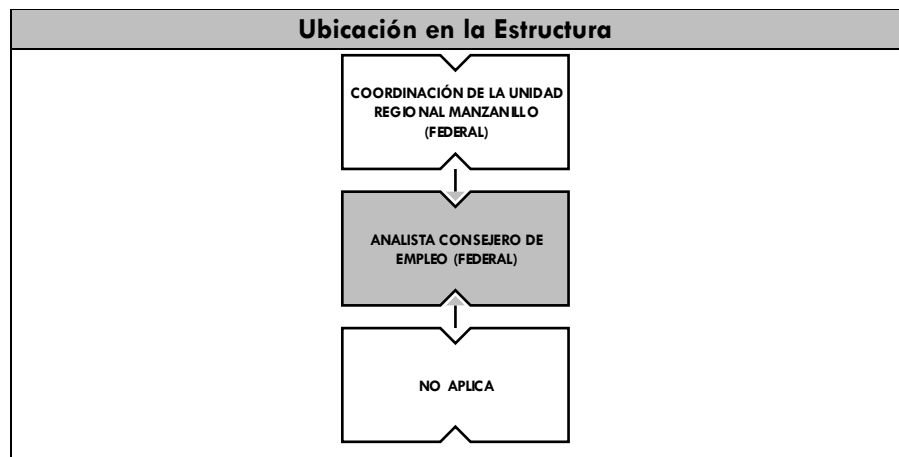 Ubicación en la Estructura
COORDINACIÓN DE LA UNIDAD
REGIONAL MANZANILLO
(FEDERAL)
ANALISTA CONSEJERO DE
EMPLEO (FEDERAL)
NO APLICA